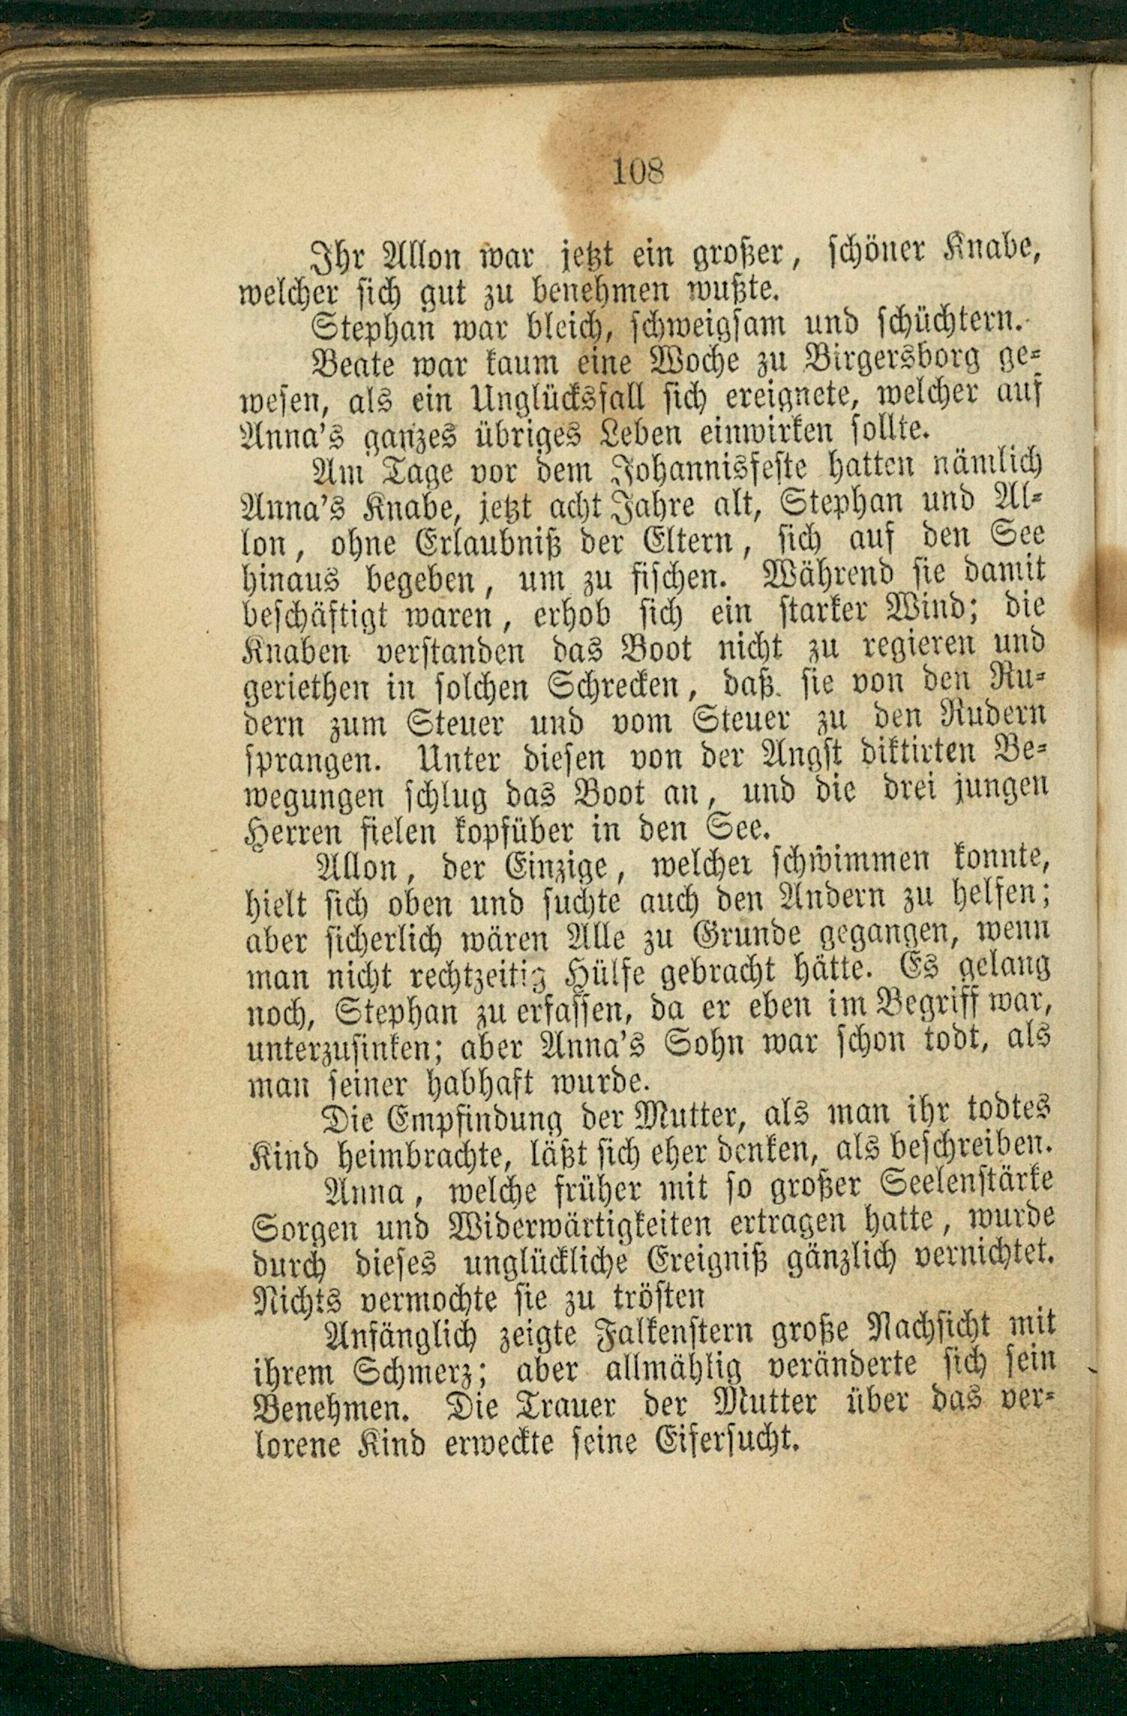 108
Ihr Allon war jetzt ein großer, schöner Knabe,
welcher sich gut zu benehmen wußte.
Stephan war bleich, schweigsam und schüchtern.
Beate war kaum eine Woche zu Birgersborg ge-
wesen, als ein Unglücksfall sich ereignete, welcher auf
Anna's ganzes übriges Leben einwirken sollte.
Am Tage vor dem Johannisfeste hatten nämlich
Anna's Knabe, jetzt acht Jahre alt, Stephan und Al-
lon, ohne Erlaubniß der Eltern, sich auf den See
hinaus begeben, um zu fischen. Während sie damit
beschäftigt waren, erhob sich ein starker Wind; die
Knaben verstanden das Boot nicht zu regieren und
geriethen in solchen Schrecken, daß sie von den Ru-
dern zum Steuer und vom Steuer zu den Rudern
sprangen. Unter diesen von der Angst diktirten Be-
wegungen schlug das Boot an, und die drei jungen
Herren fielen kopfüber in den See.
Allon, der Einzige, welcher schwimmen konnte,
hielt sich oben und suchte auch den Andern zu helfen;
aber sicherlich wären Alle zu Grunde gegangen, wenn
man nicht rechtzeitig Hülfe gebracht hätte. Es gelang
noch, Stephan zu erfassen, da er eben im Begriff war,
unterzusinken; aber Anna's Sohn war schon todt, als
man seiner habhaft wurde.
Die Empfindung der Mutter, als man ihr todtes
Kind heimbrachte, läßt sich eher denken, als beschreiben.
Anna, welche früher mit so großer Seelenstärke
Sorgen und Widerwärtigkeiten ertragen hatte, wurde
durch dieses unglückliche Ereigniß gänzlich vernichtet.
Nichts vermochte sie zu trösten
Anfänglich zeigte Falkenstern große Nachsicht mit
ihrem Schmerz; aber allmählig veränderte sich sein
Benehmen. Die Trauer der Mutter über das ver-
lorene Kind erweckte seine Eifersucht.